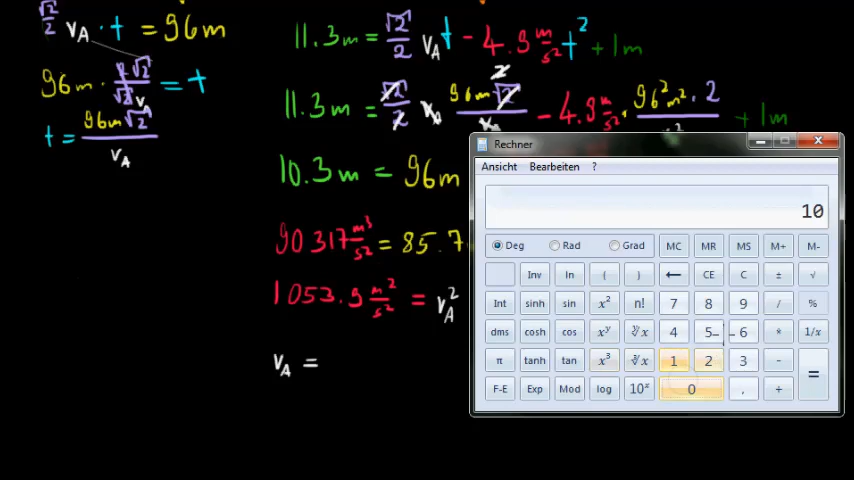 √2/2 v_A · t = 96m
11.3m = √2/2 v_A t - 4.9 m/s² t² + 1m
96m · 2√2/√2 v_A = t
11.3m = √2/2 v_A 96m √2/v_A - 4.9 m/s² · 96² m² · 2/v² + 1m
t = 96m √2/v_A
10.3m = 96m
90317 m³/s² = 85.7
1053.9 m²/s² = v_A²
v_A =
Rechner
Ansicht Bearbeiten ?
10
Deg Rad Grad MC MR MS M+ M-
Inv ln ( ) ← CE C ± √
Int sinh sin x² n! 7 8 9 / %
dms cosh cos xʸ ʸ√x 4 5 6 * 1/x
π tanh tan x³ ³√x 1 2 3 - =
F-E Exp Mod log 10ˣ 0 , +